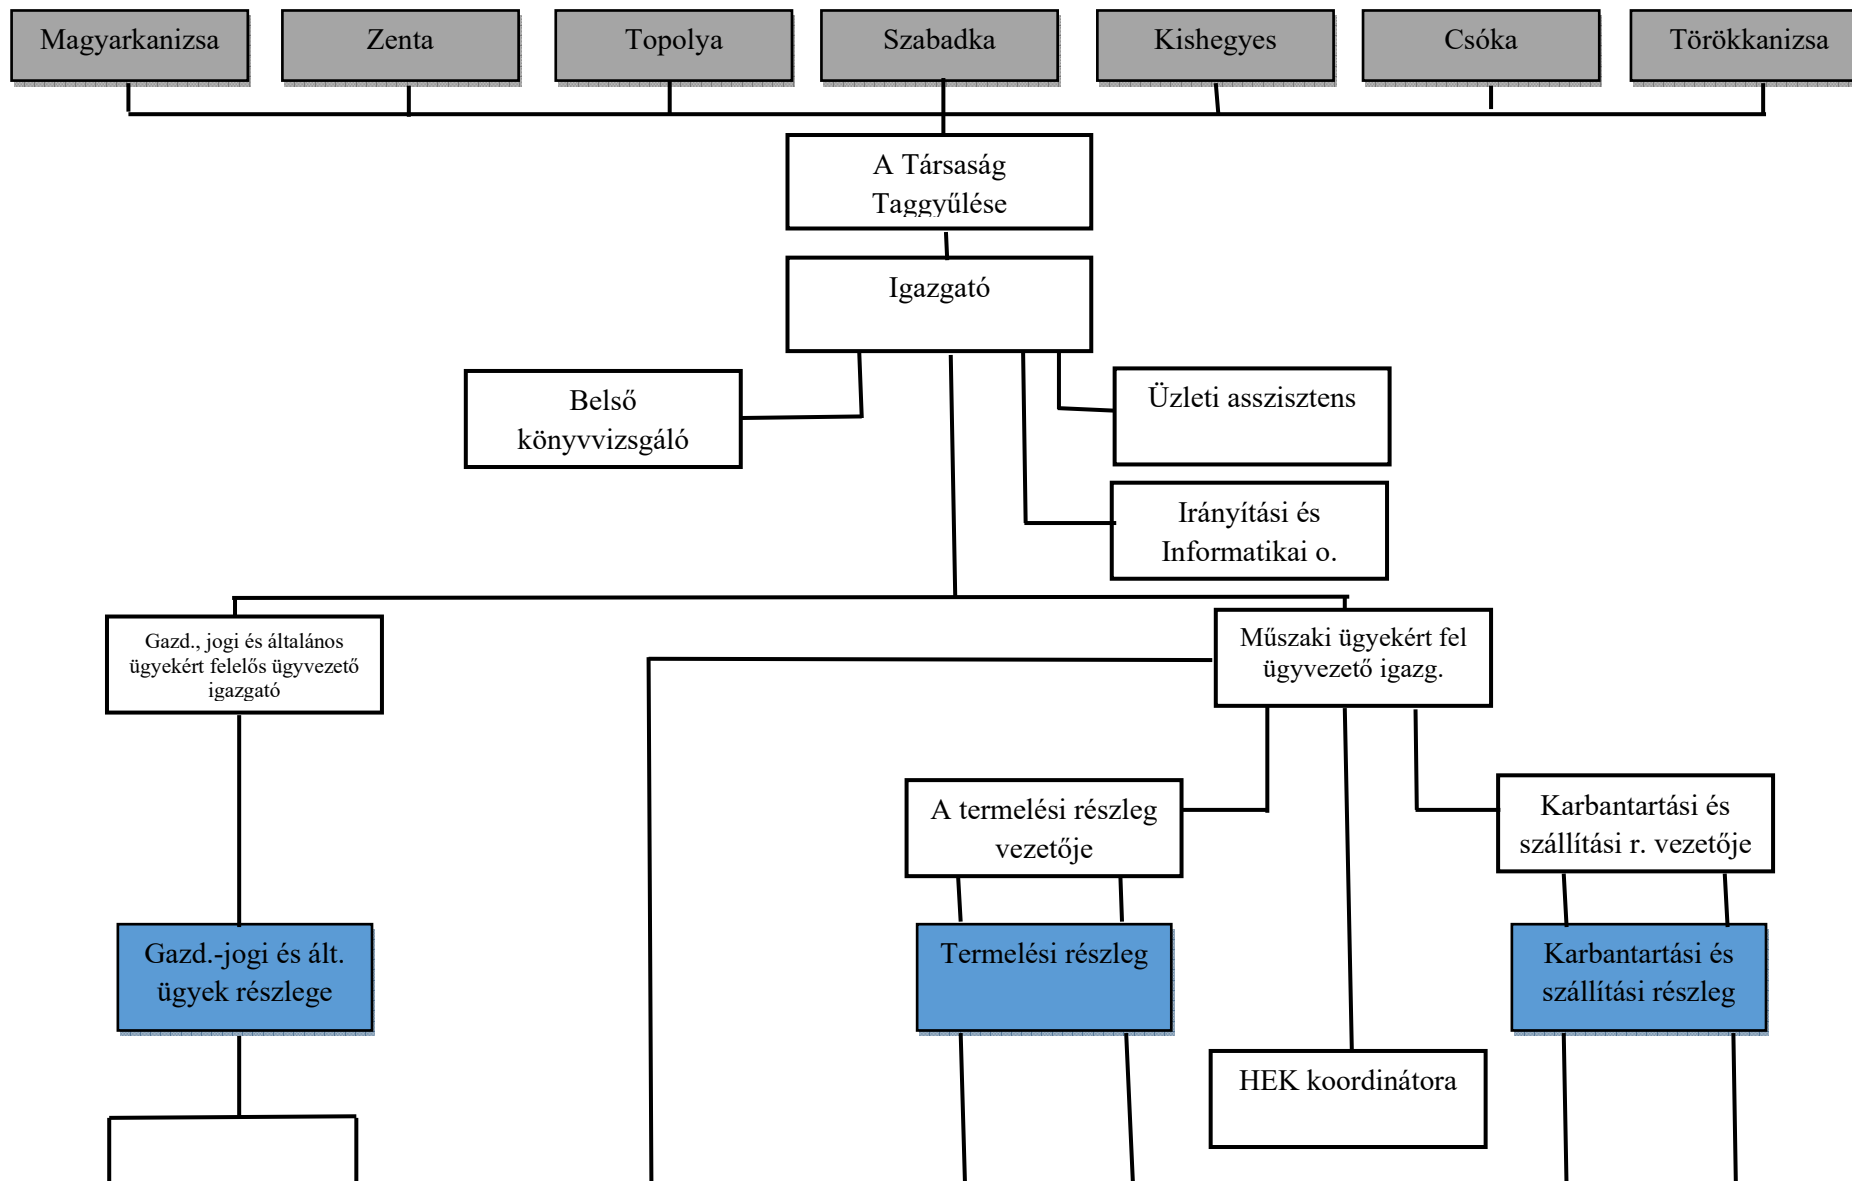 Magyarkanizsa
Zenta
Topolya
Szabadka
Kishegyes
Csóka
Törökkanizsa
A Társaság
Taggyűlése
Igazgató
Belső
könyvvizsgáló
Üzleti asszisztens
Irányítási és
Informatikai o.
Gazd., jogi és általános
ügyekért felelős ügyvezető
igazgató
Műszaki ügyekért fel
ügyvezető igazg.
A termelési részleg
vezetője
Karbantartási és
szállítási r. vezetője
Gazd.-jogi és ált.
ügyek részlege
Termelési részleg
Karbantartási és
szállítási részleg
HEK koordinátora